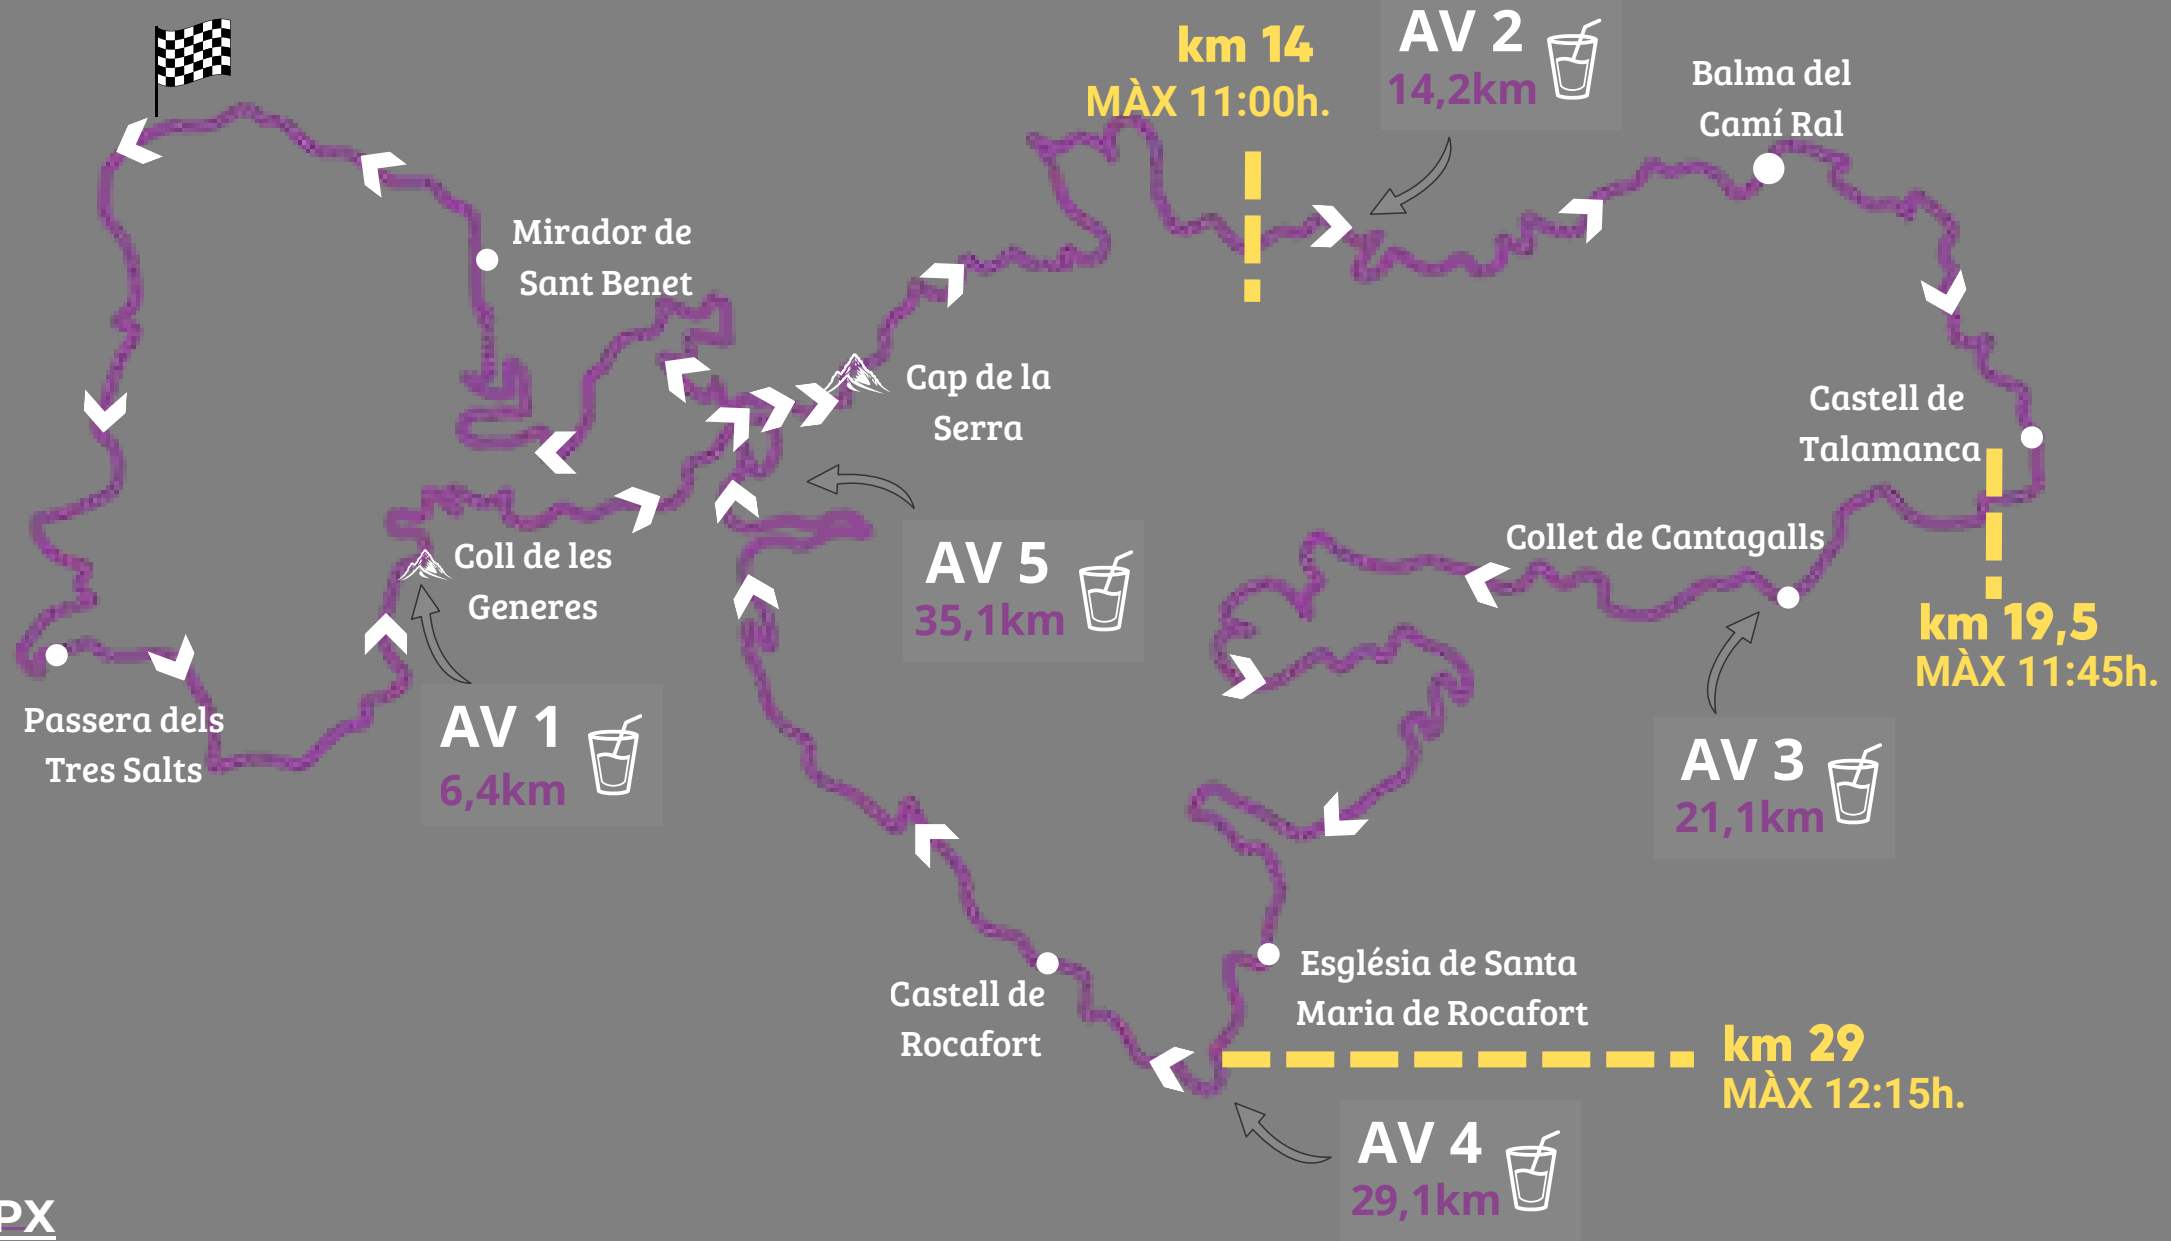 km 14
MÀX 11:00h.
AV 2
14,2km
Balma del
Camí Ral
Mirador de
Sant Benet
Cap de la
Serra
Castell de
Talamanca
Collet de Cantagalls
Coll de les
Generes
AV 5
35,1km
km 19,5
MÀX 11:45h.
Passera dels
Tres Salts
AV 1
6,4km
AV 3
21,1km
Castell de
Rocafort
Església de Santa
Maria de Rocafort
km 29
MÀX 12:15h.
AV 4
29,1km
PX